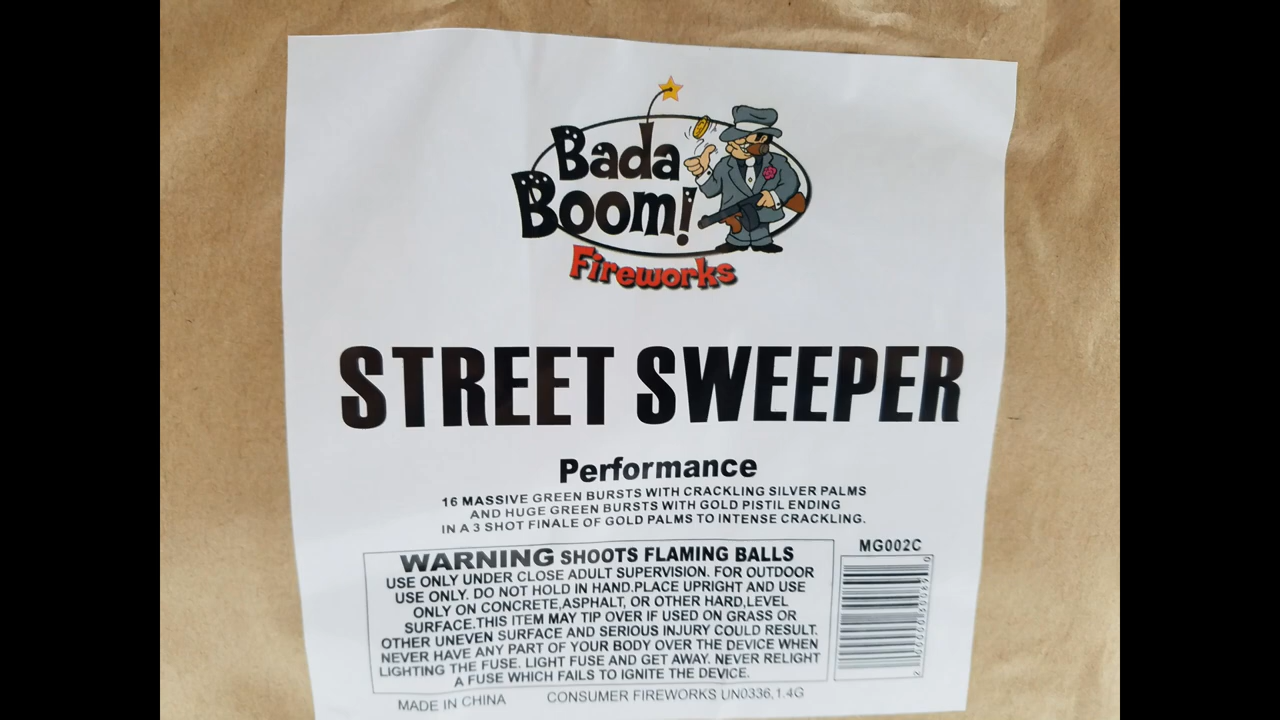 Bada
Boom!
Fireworks
STREET SWEEPER
Performance
16 MASSIVE GREEN BURSTS WITH CRACKLING SILVER PALMS
AND HUGE GREEN BURSTS WITH GOLD PISTIL ENDING
IN A 3 SHOT FINALE OF GOLD PALMS TO INTENSE CRACKLING.
WARNING SHOOTS FLAMING BALLS
USE ONLY UNDER CLOSE ADULT SUPERVISION. FOR OUTDOOR
USE ONLY. DO NOT HOLD IN HAND.PLACE UPRIGHT AND USE
ONLY ON CONCRETE,ASPHALT, OR OTHER HARD,LEVEL
SURFACE.THIS ITEM MAY TIP OVER IF USED ON GRASS OR
OTHER UNEVEN SURFACE AND SERIOUS INJURY COULD RESULT.
NEVER HAVE ANY PART OF YOUR BODY OVER THE DEVICE WHEN
LIGHTING THE FUSE. LIGHT FUSE AND GET AWAY. NEVER RELIGHT
A FUSE WHICH FAILS TO IGNITE THE DEVICE.
MG002C
MADE IN CHINA CONSUMER FIREWORKS UN0336,1.4G